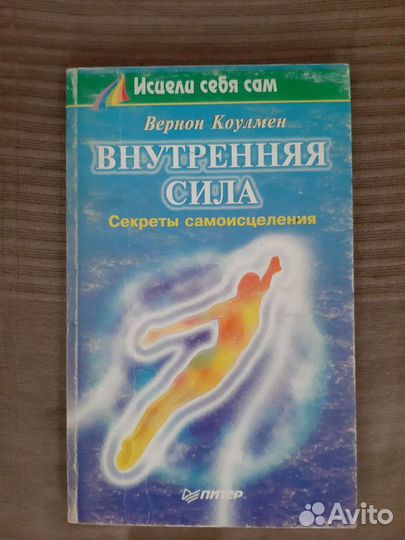 Исцели себя сам
Вернон Коулмен
ВНУТРЕННЯЯ
СИЛА
Секреты самоисцеления
ПИТЕР
Avito